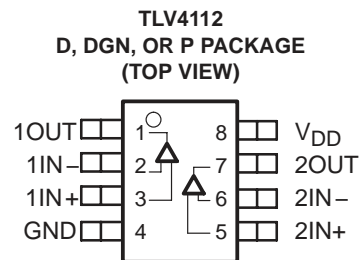 TLV4112
D, DGN, OR P PACKAGE
(TOP VIEW)
1OUT 1 8 VDD
1IN− 2 7 2OUT
1IN+ 3 6 2IN−
GND 4 5 2IN+